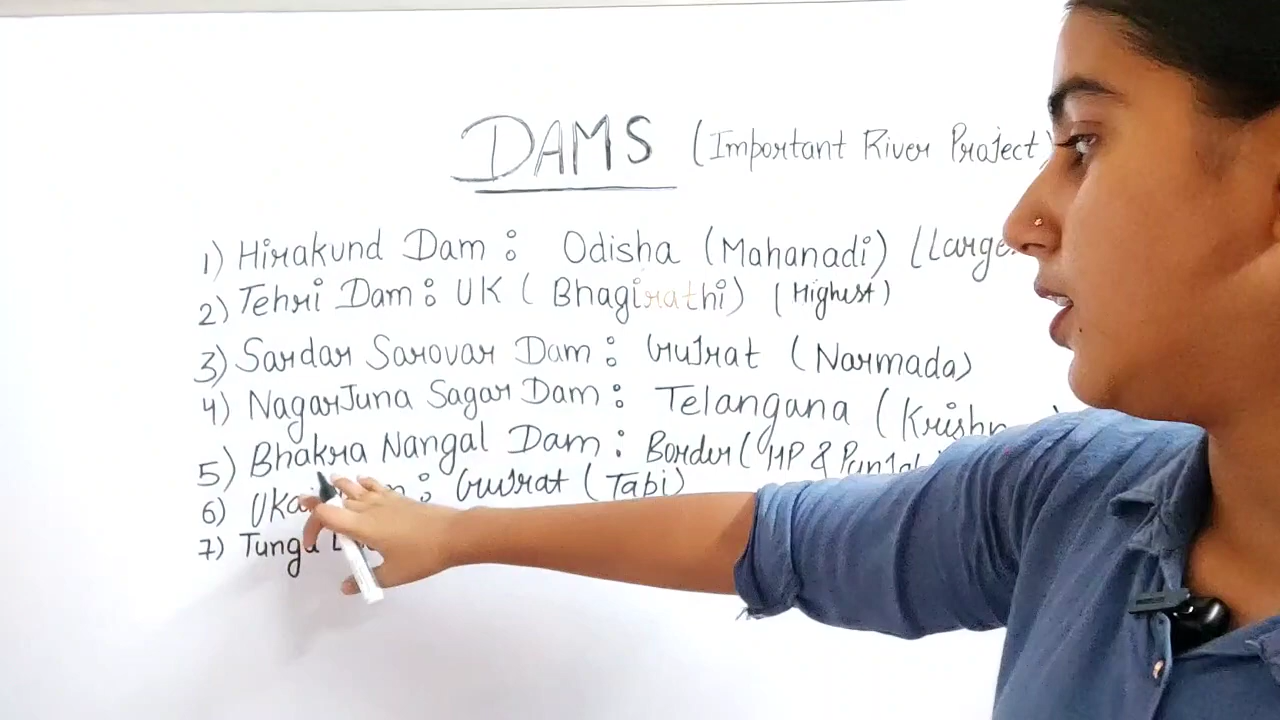 DAMS (Important River Project)
1) Hirakund Dam : Odisha (Mahanadi) (Large
2) Tehri Dam : UK (Bhagirathi) (Highest)
3) Sardar Sarovar Dam : Gujrat (Narmada)
4) Nagarjuna Sagar Dam : Telangana (Krishn
5) Bhakra Nangal Dam : Border (HP & Punjab
6) Uka : Gujrat (Tapi)
7) Tunga